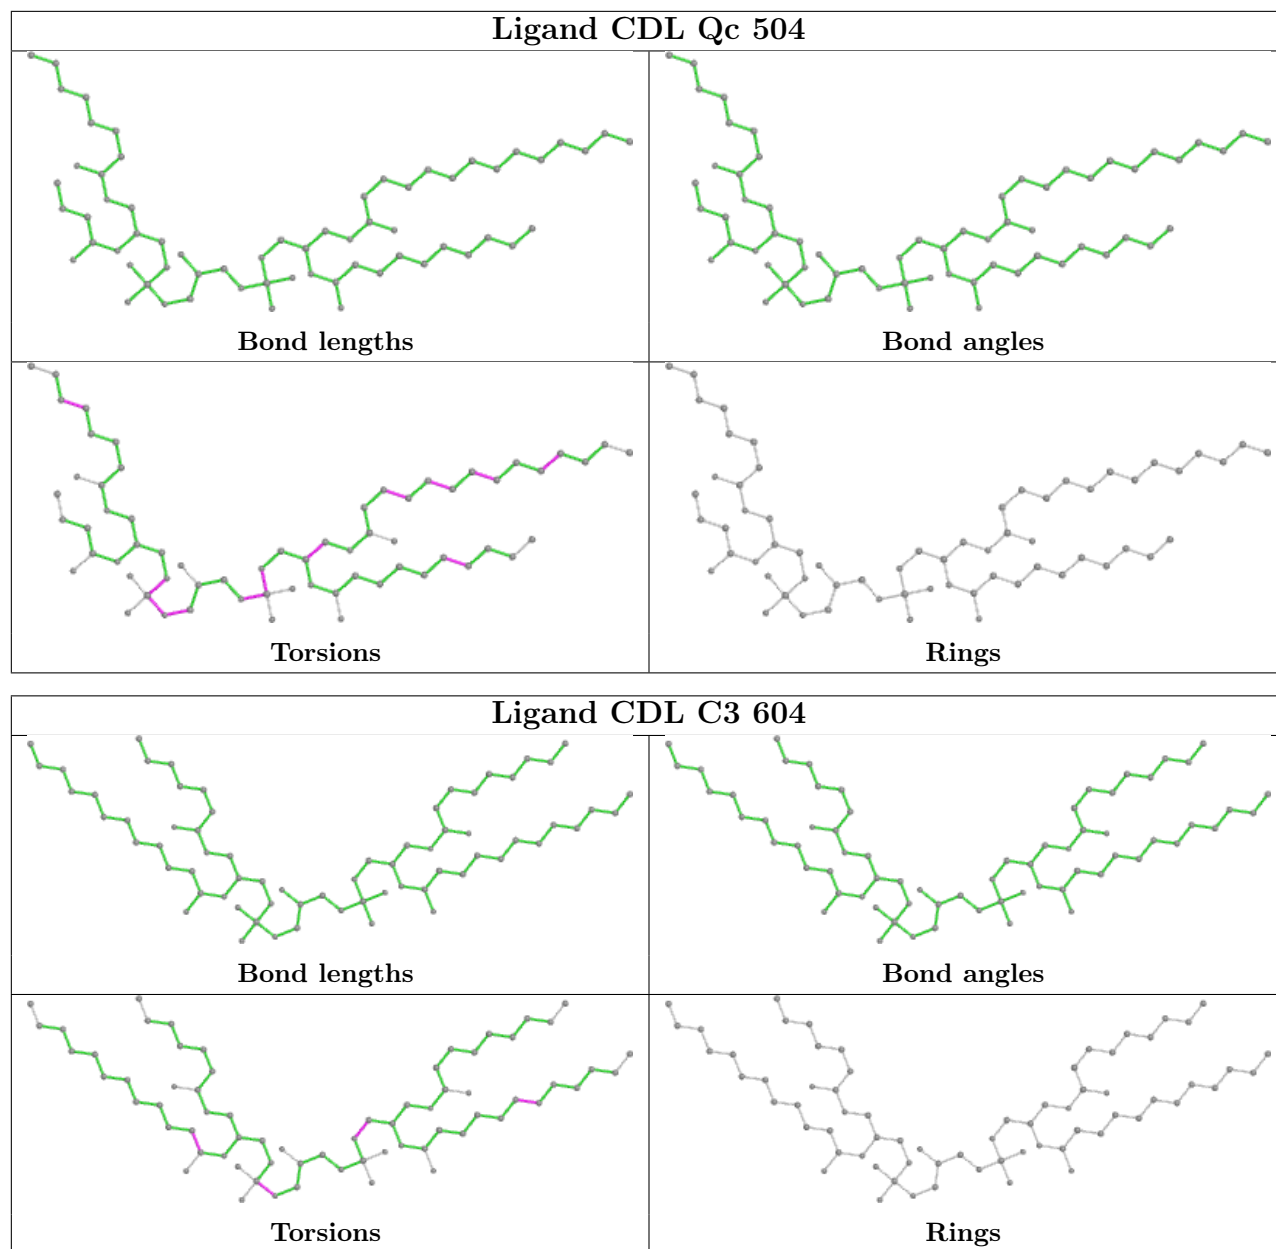 Ligand CDL Qc 504
Bond lengths
Bond angles
Torsions
Rings
Ligand CDL C3 604
Bond lengths
Bond angles
Torsions
Rings